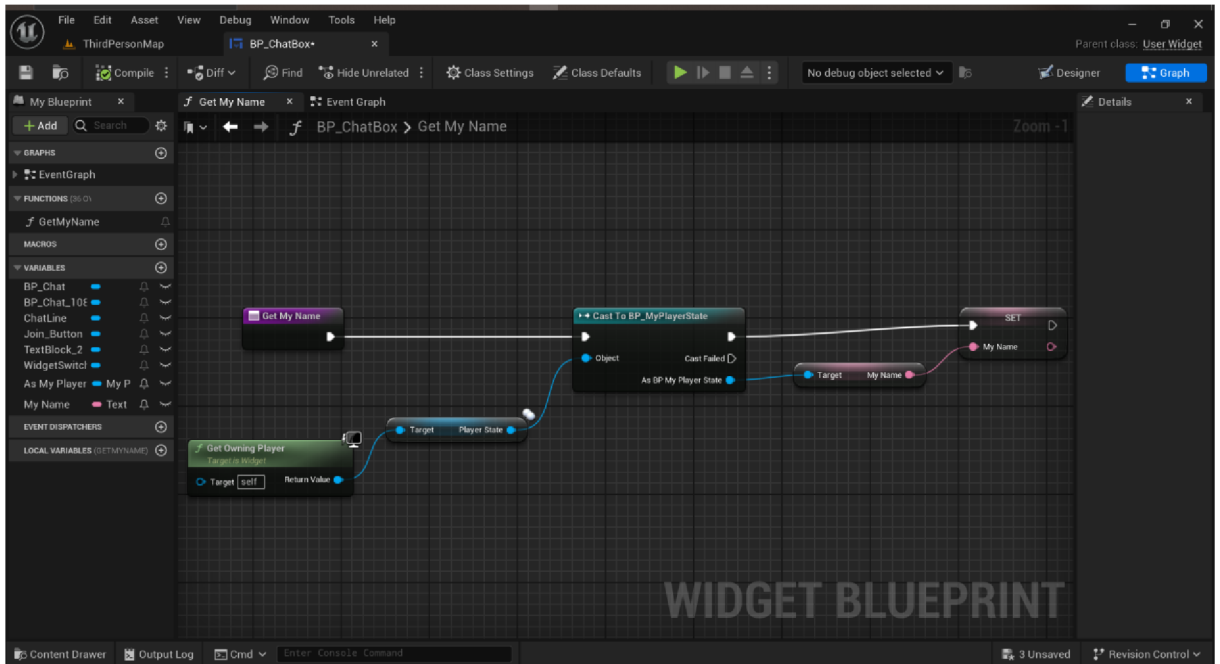 File Edit Asset View Debug Window Tools Help
ThirdPersonMap BP_ChatBox• Parent class: User Widget
Compile Diff Find Hide Unrelated Class Settings Class Defaults No debug object selected Designer Graph
My Blueprint Get My Name Event Graph Details
Add Search BP_ChatBox > Get My Name Zoom -1
GRAPHS
EventGraph
FUNCTIONS
GetMyName
MACROS
VARIABLES
BP_Chat
BP_Chat_108
ChatLine
Join_Button
TextBlock_2
WidgetSwitcl
As My Player My P
My Name Text
EVENT DISPATCHERS
LOCAL VARIABLES (GETMYNAME)
Get My Name
Cast To BP_MyPlayerState
Object Cast Failed
As BP My Player State
SET
My Name
Target My Name
Target Player State
Get Owning Player
Target is Widget
Target self Return Value
WIDGET BLUEPRINT
Content Drawer Output Log Cmd Enter Console Command 3 Unsaved Revision Control